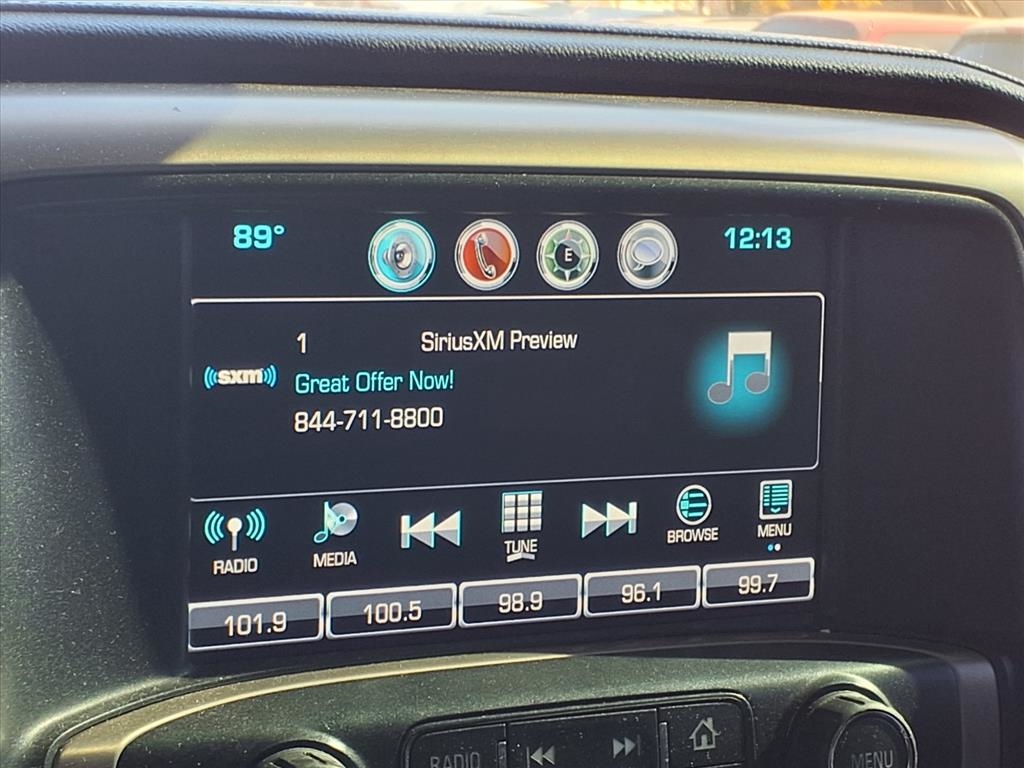 89° E 12:13
1 SiriusXM Preview
((sxm))
Great Offer Now!
844-711-8800
RADIO MEDIA TUNE BROWSE MENU
101.9 100.5 98.9 96.1 99.7
RADIO MENU